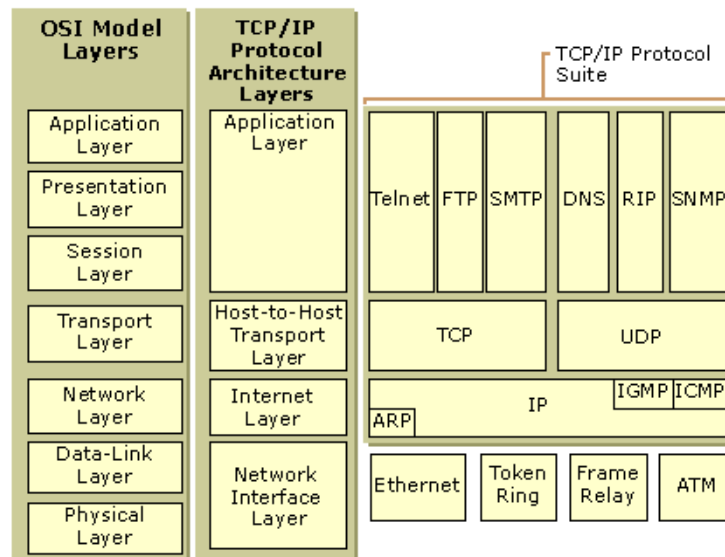 OSI Model
Layers
Application
Layer
Presentation
Layer
Session
Layer
Transport
Layer
Network
Layer
Data-Link
Layer
Physical
Layer
TCP/IP
Protocol
Architecture
Layers
Application
Layer
Host-to-Host
Transport
Layer
Internet
Layer
Network
Interface
Layer
TCP/IP Protocol
Suite
Telnet
FTP
SMTP
DNS
RIP
SNMP
TCP
UDP
IP
IGMP
ICMP
ARP
Ethernet
Token
Ring
Frame
Relay
ATM